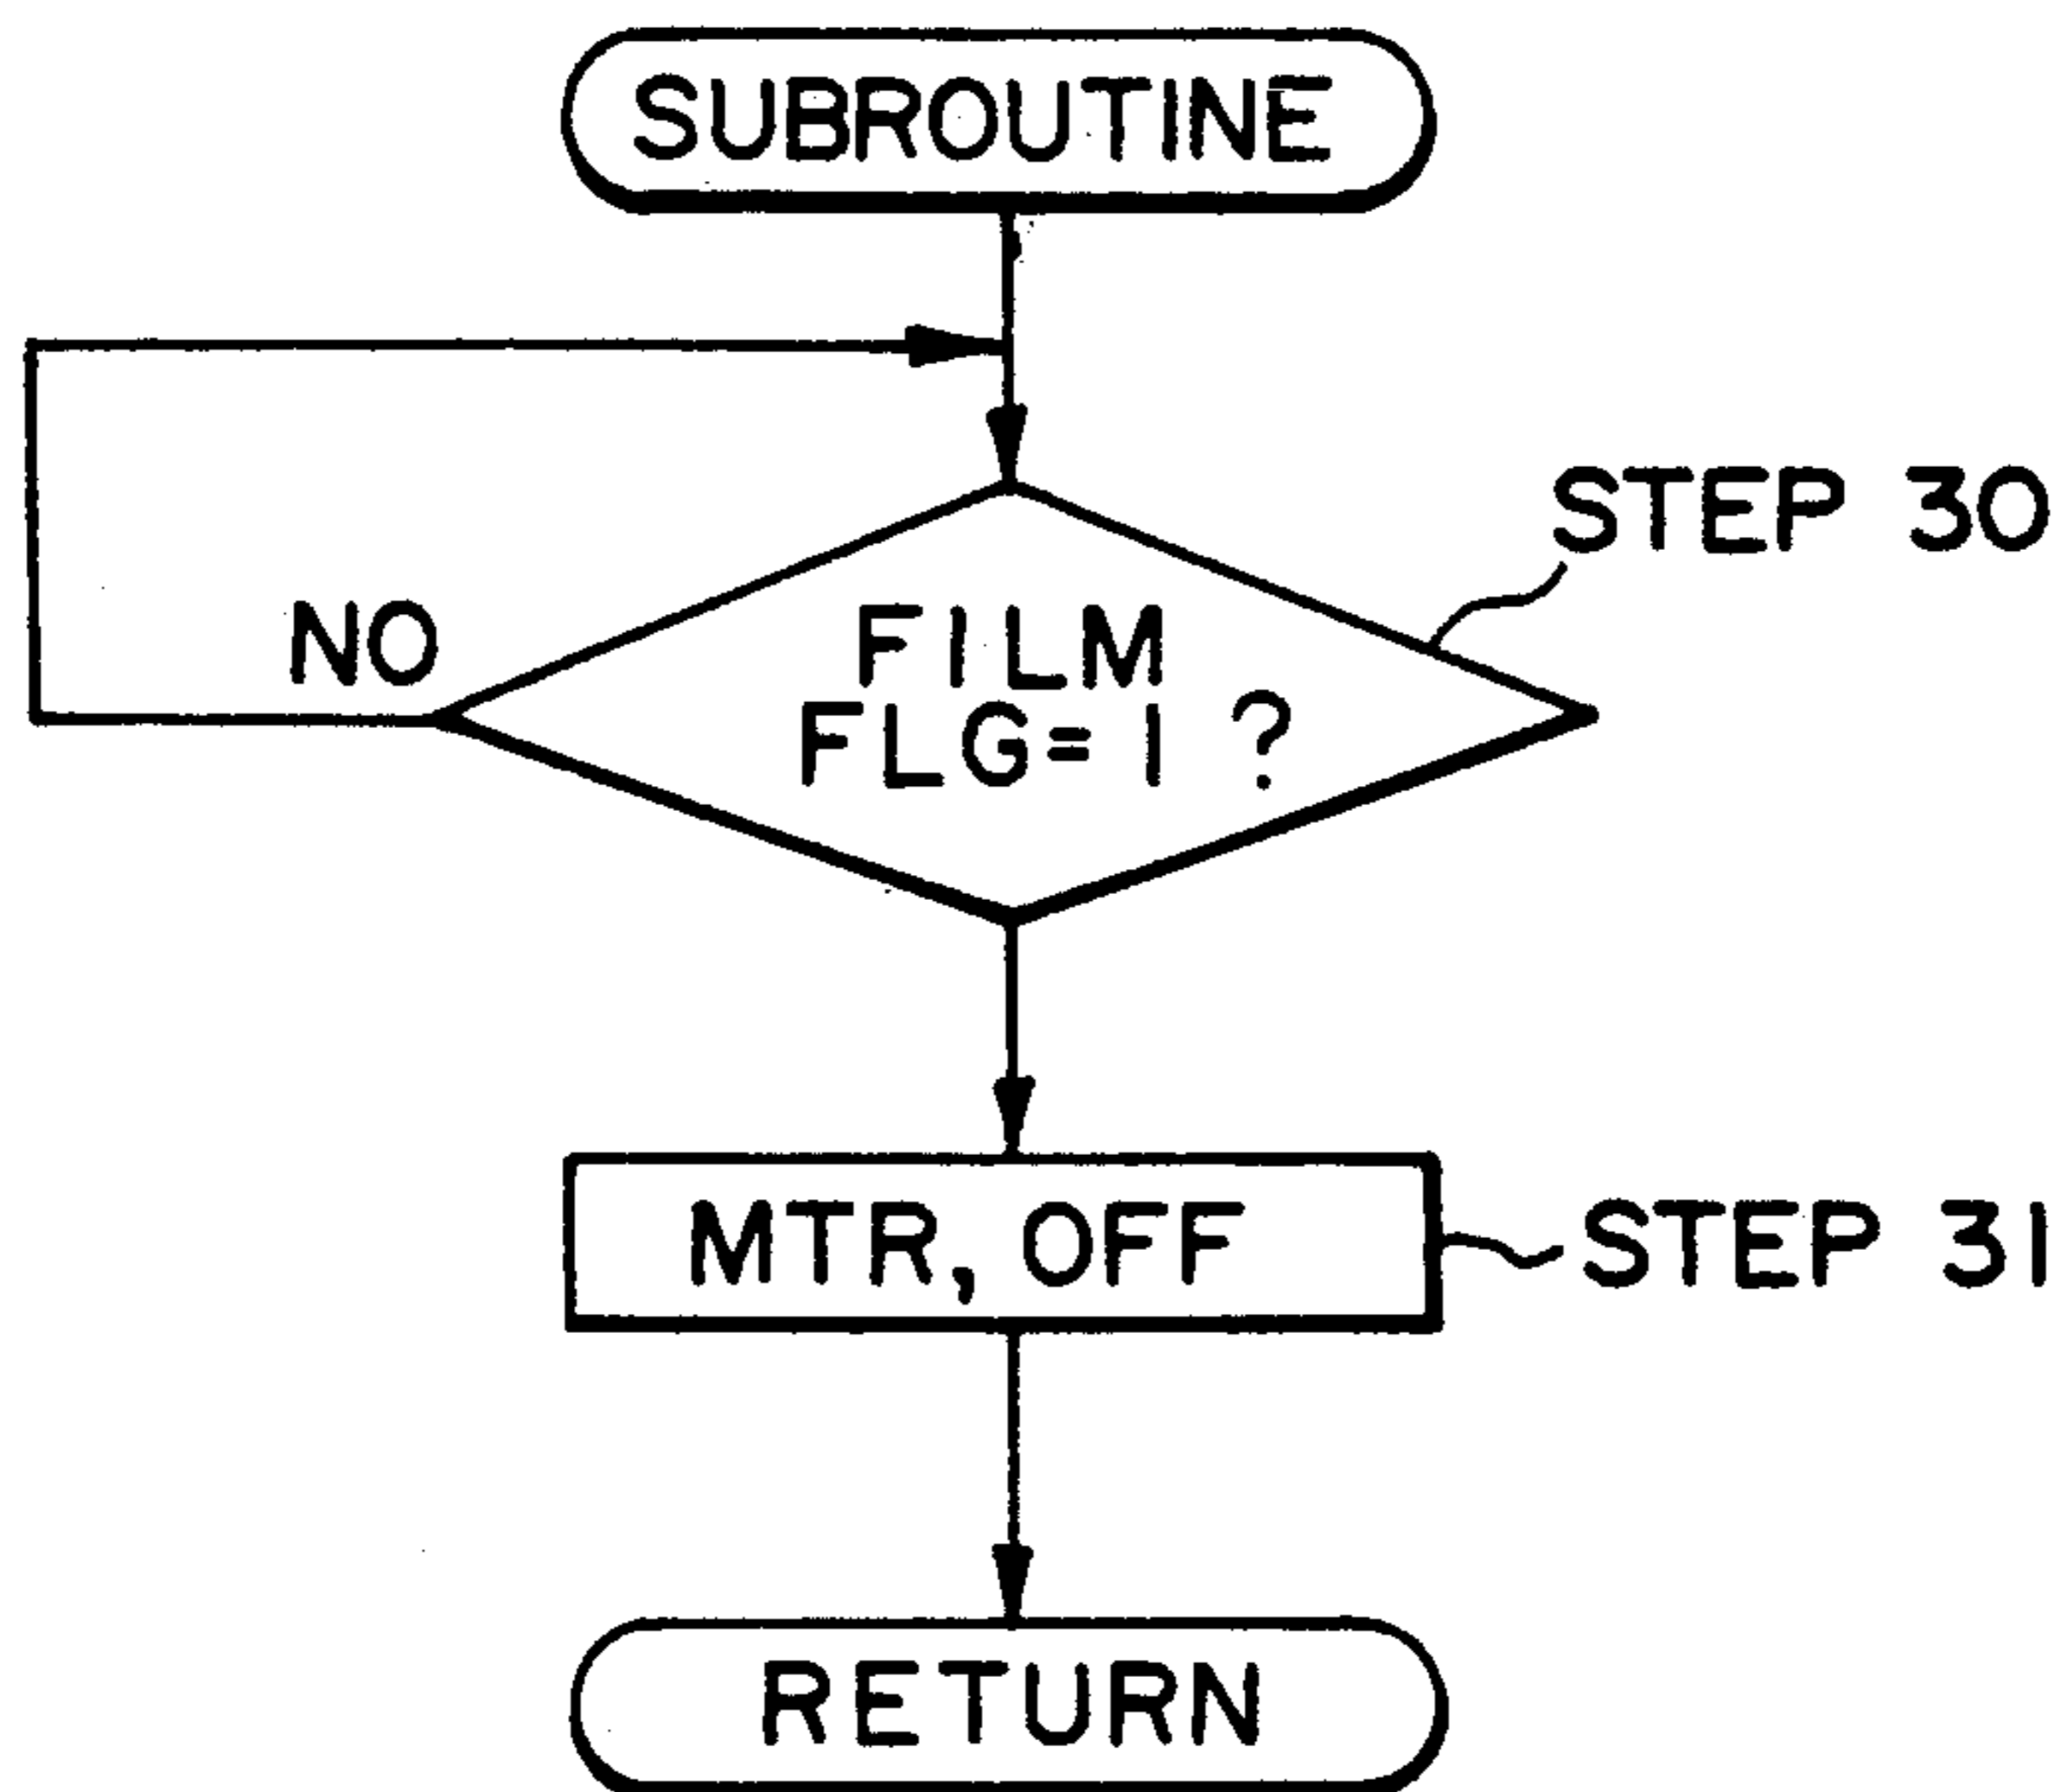 SUBROUTINE
STEP 30
NO
FILM
FLG=1 ?
MTR, OFF
STEP 31
RETURN